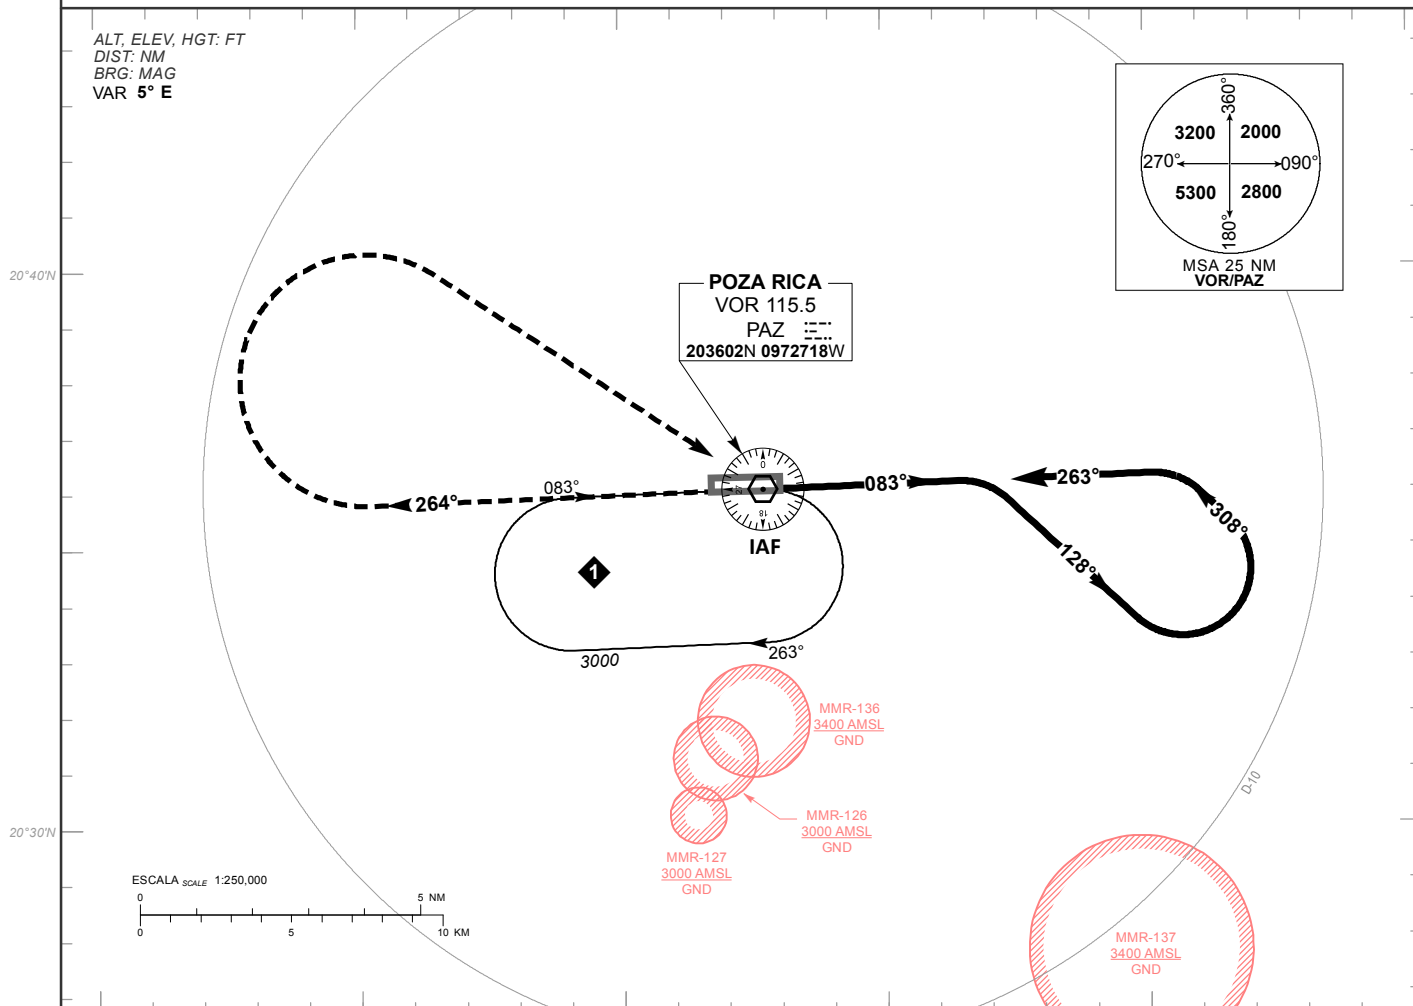 ALT, ELEV, HGT: FT
DIST: NM
BRG: MAG
VAR 5° E
360°
3200 2000
270° 090°
5300 2800
180°
MSA 25 NM
VOR/PAZ
20°40'N
POZA RICA
VOR 115.5
PAZ
203602N 0972718W
0
27
18
IAF
083°
264°
083°
263°
308°
128°
1
3000
263°
MMR-136
3400 AMSL
GND
MMR-126
3000 AMSL
GND
MMR-127
3000 AMSL
GND
D-10
20°30'N
ESCALA SCALE 1:250,000
0 5 NM
0 5 10 KM
MMR-137
3400 AMSL
GND